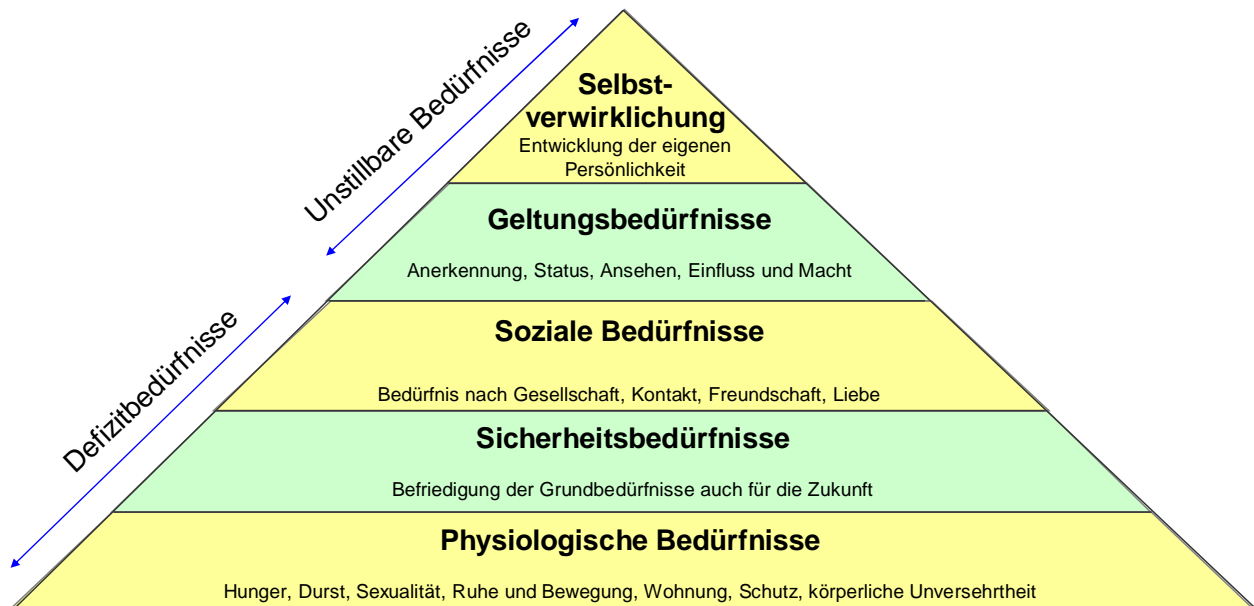 Unstillbare Bedürfnisse
Selbst-
verwirklichung
Entwicklung der eigenen
Persönlichkeit
Geltungsbedürfnisse
Anerkennung, Status, Ansehen, Einfluss und Macht
Defizitbedürfnisse
Soziale Bedürfnisse
Bedürfnis nach Gesellschaft, Kontakt, Freundschaft, Liebe
Sicherheitsbedürfnisse
Befriedigung der Grundbedürfnisse auch für die Zukunft
Physiologische Bedürfnisse
Hunger, Durst, Sexualität, Ruhe und Bewegung, Wohnung, Schutz, körperliche Unversehrtheit